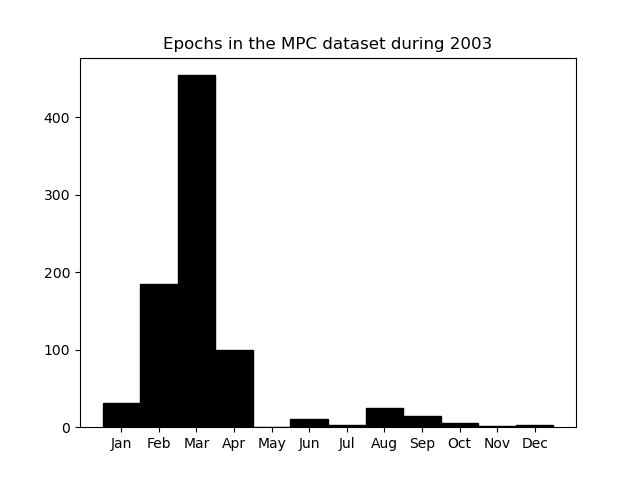 Epochs in the MPC dataset during 2003
400
300
200
100
0
Jan Feb Mar Apr May Jun Jul Aug Sep Oct Nov Dec